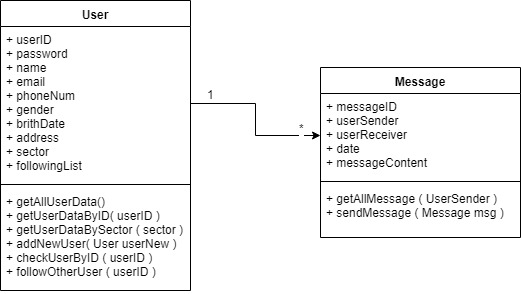 User
+ userID
+ password
+ name
+ email
+ phoneNum
+ gender
+ brithDate
+ address
+ sector
+ followingList
+ getAllUserData()
+ getUserDataByID( userID )
+ getUserDataBySector ( sector )
+ addNewUser( User userNew )
+ checkUserByID ( userID )
+ followOtherUser ( userID )
1
*
Message
+ messageID
+ userSender
+ userReceiver
+ date
+ messageContent
+ getAllMessage ( UserSender )
+ sendMessage ( Message msg )